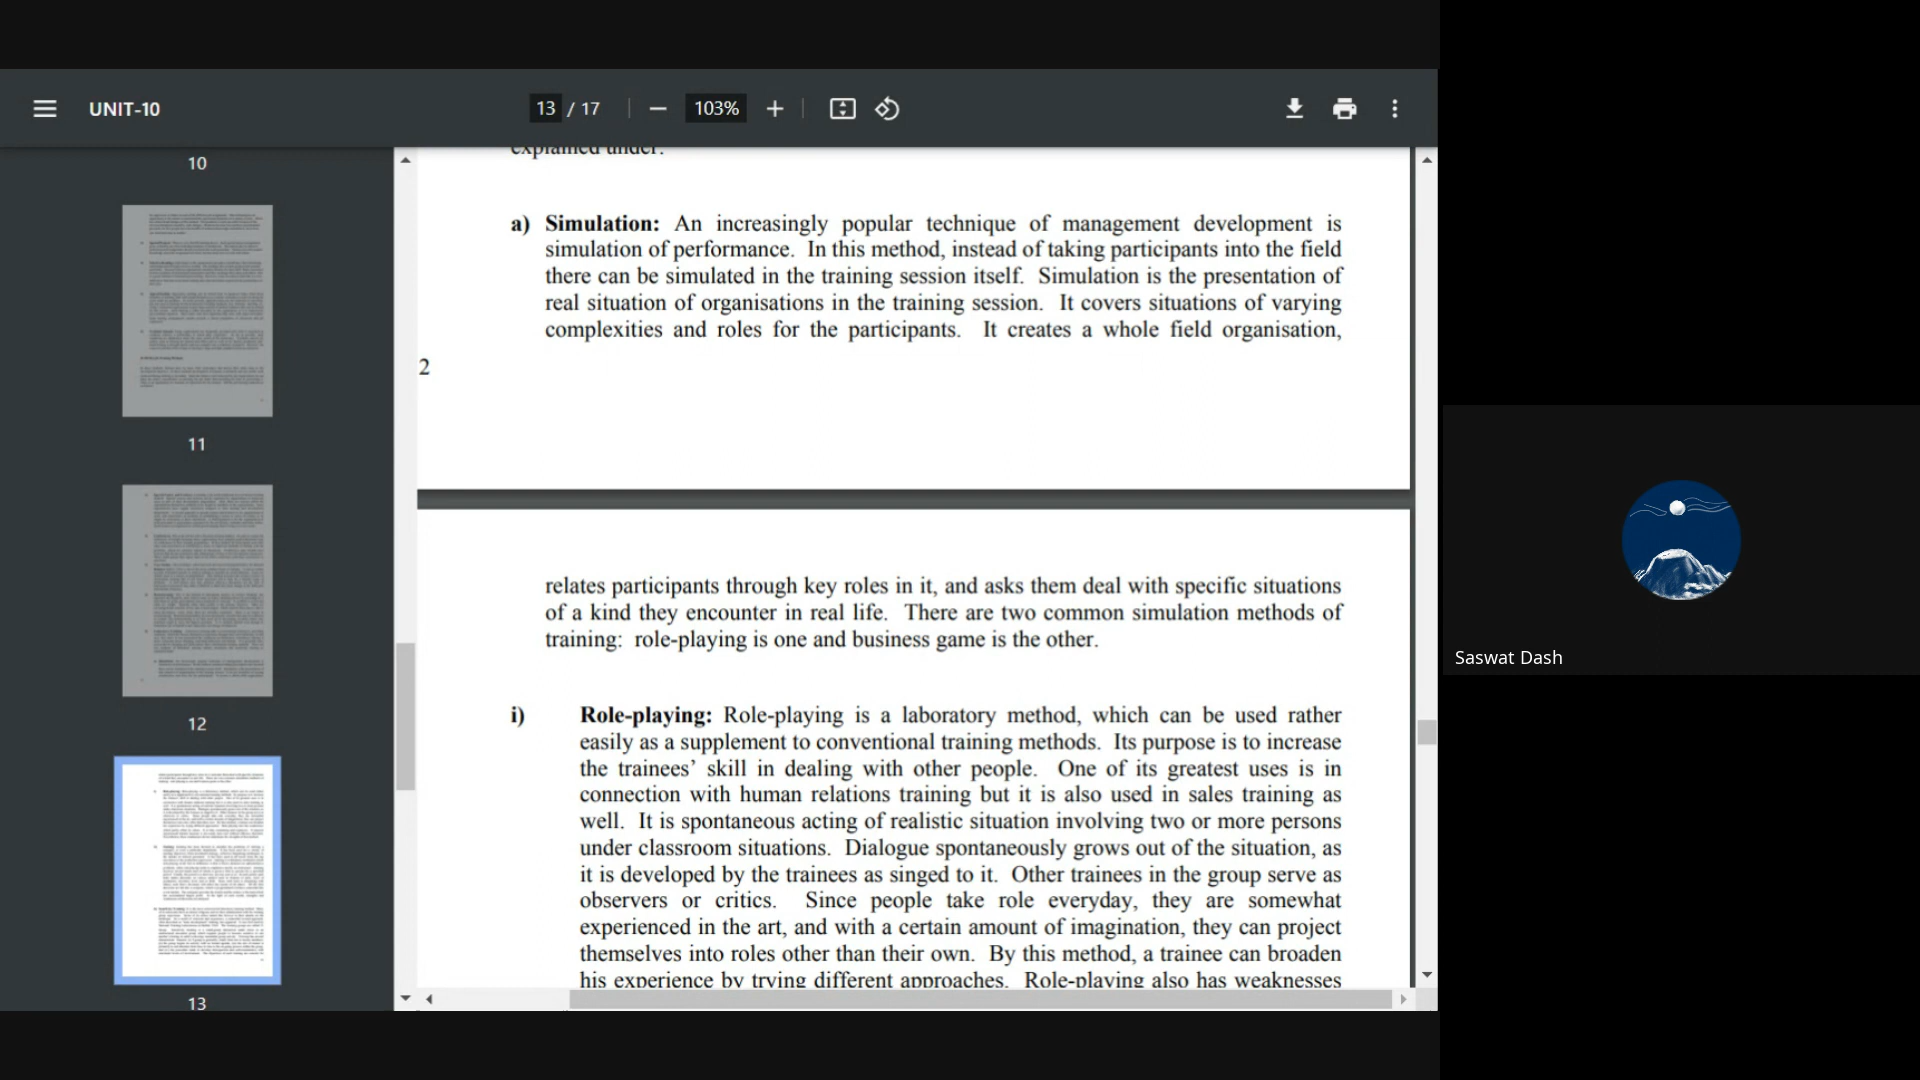 UNIT-10
13 / 17
103%
10
11
12
13
explained under:
a) Simulation: An increasingly popular technique of management development is
simulation of performance. In this method, instead of taking participants into the field
there can be simulated in the training session itself. Simulation is the presentation of
real situation of organisations in the training session. It covers situations of varying
complexities and roles for the participants. It creates a whole field organisation,
2
relates participants through key roles in it, and asks them deal with specific situations
of a kind they encounter in real life. There are two common simulation methods of
training: role-playing is one and business game is the other.
i) Role-playing: Role-playing is a laboratory method, which can be used rather
easily as a supplement to conventional training methods. Its purpose is to increase
the trainees’ skill in dealing with other people. One of its greatest uses is in
connection with human relations training but it is also used in sales training as
well. It is spontaneous acting of realistic situation involving two or more persons
under classroom situations. Dialogue spontaneously grows out of the situation, as
it is developed by the trainees as singed to it. Other trainees in the group serve as
observers or critics. Since people take role everyday, they are somewhat
experienced in the art, and with a certain amount of imagination, they can project
themselves into roles other than their own. By this method, a trainee can broaden
his experience by trying different approaches. Role-playing also has weaknesses
Saswat Dash